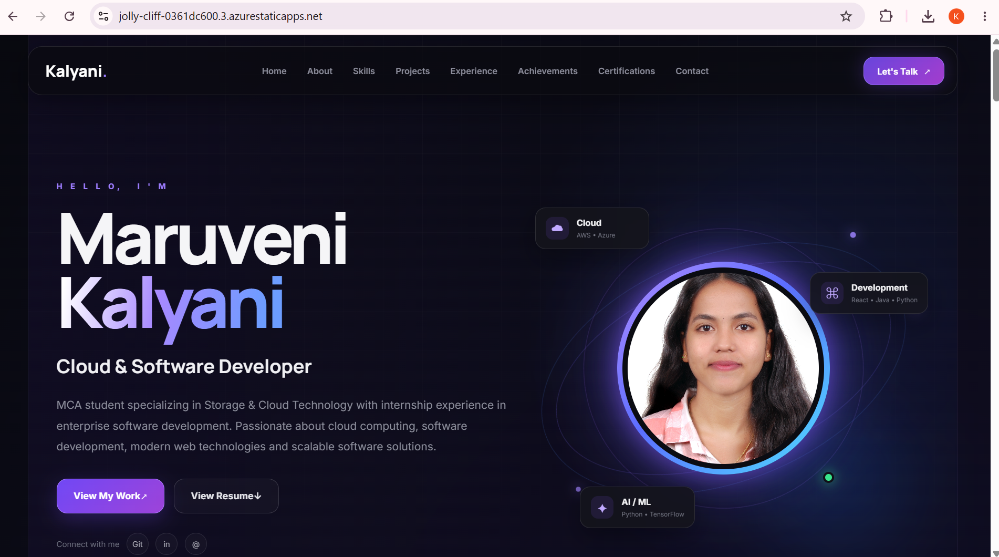 jolly-cliff-0361dc600.3.azurestaticapps.net
K
Kalyani.
Home About Skills Projects Experience Achievements Certifications Contact
Let's Talk ↗
HELLO, I'M
Maruveni
Kalyani
Cloud & Software Developer
MCA student specializing in Storage & Cloud Technology with internship experience in
enterprise software development. Passionate about cloud computing, software
development, modern web technologies and scalable software solutions.
View My Work↗ View Resume↓
Connect with me Git in @
Cloud
AWS • Azure
⌘ Development
React • Java • Python
AI / ML
Python • TensorFlow